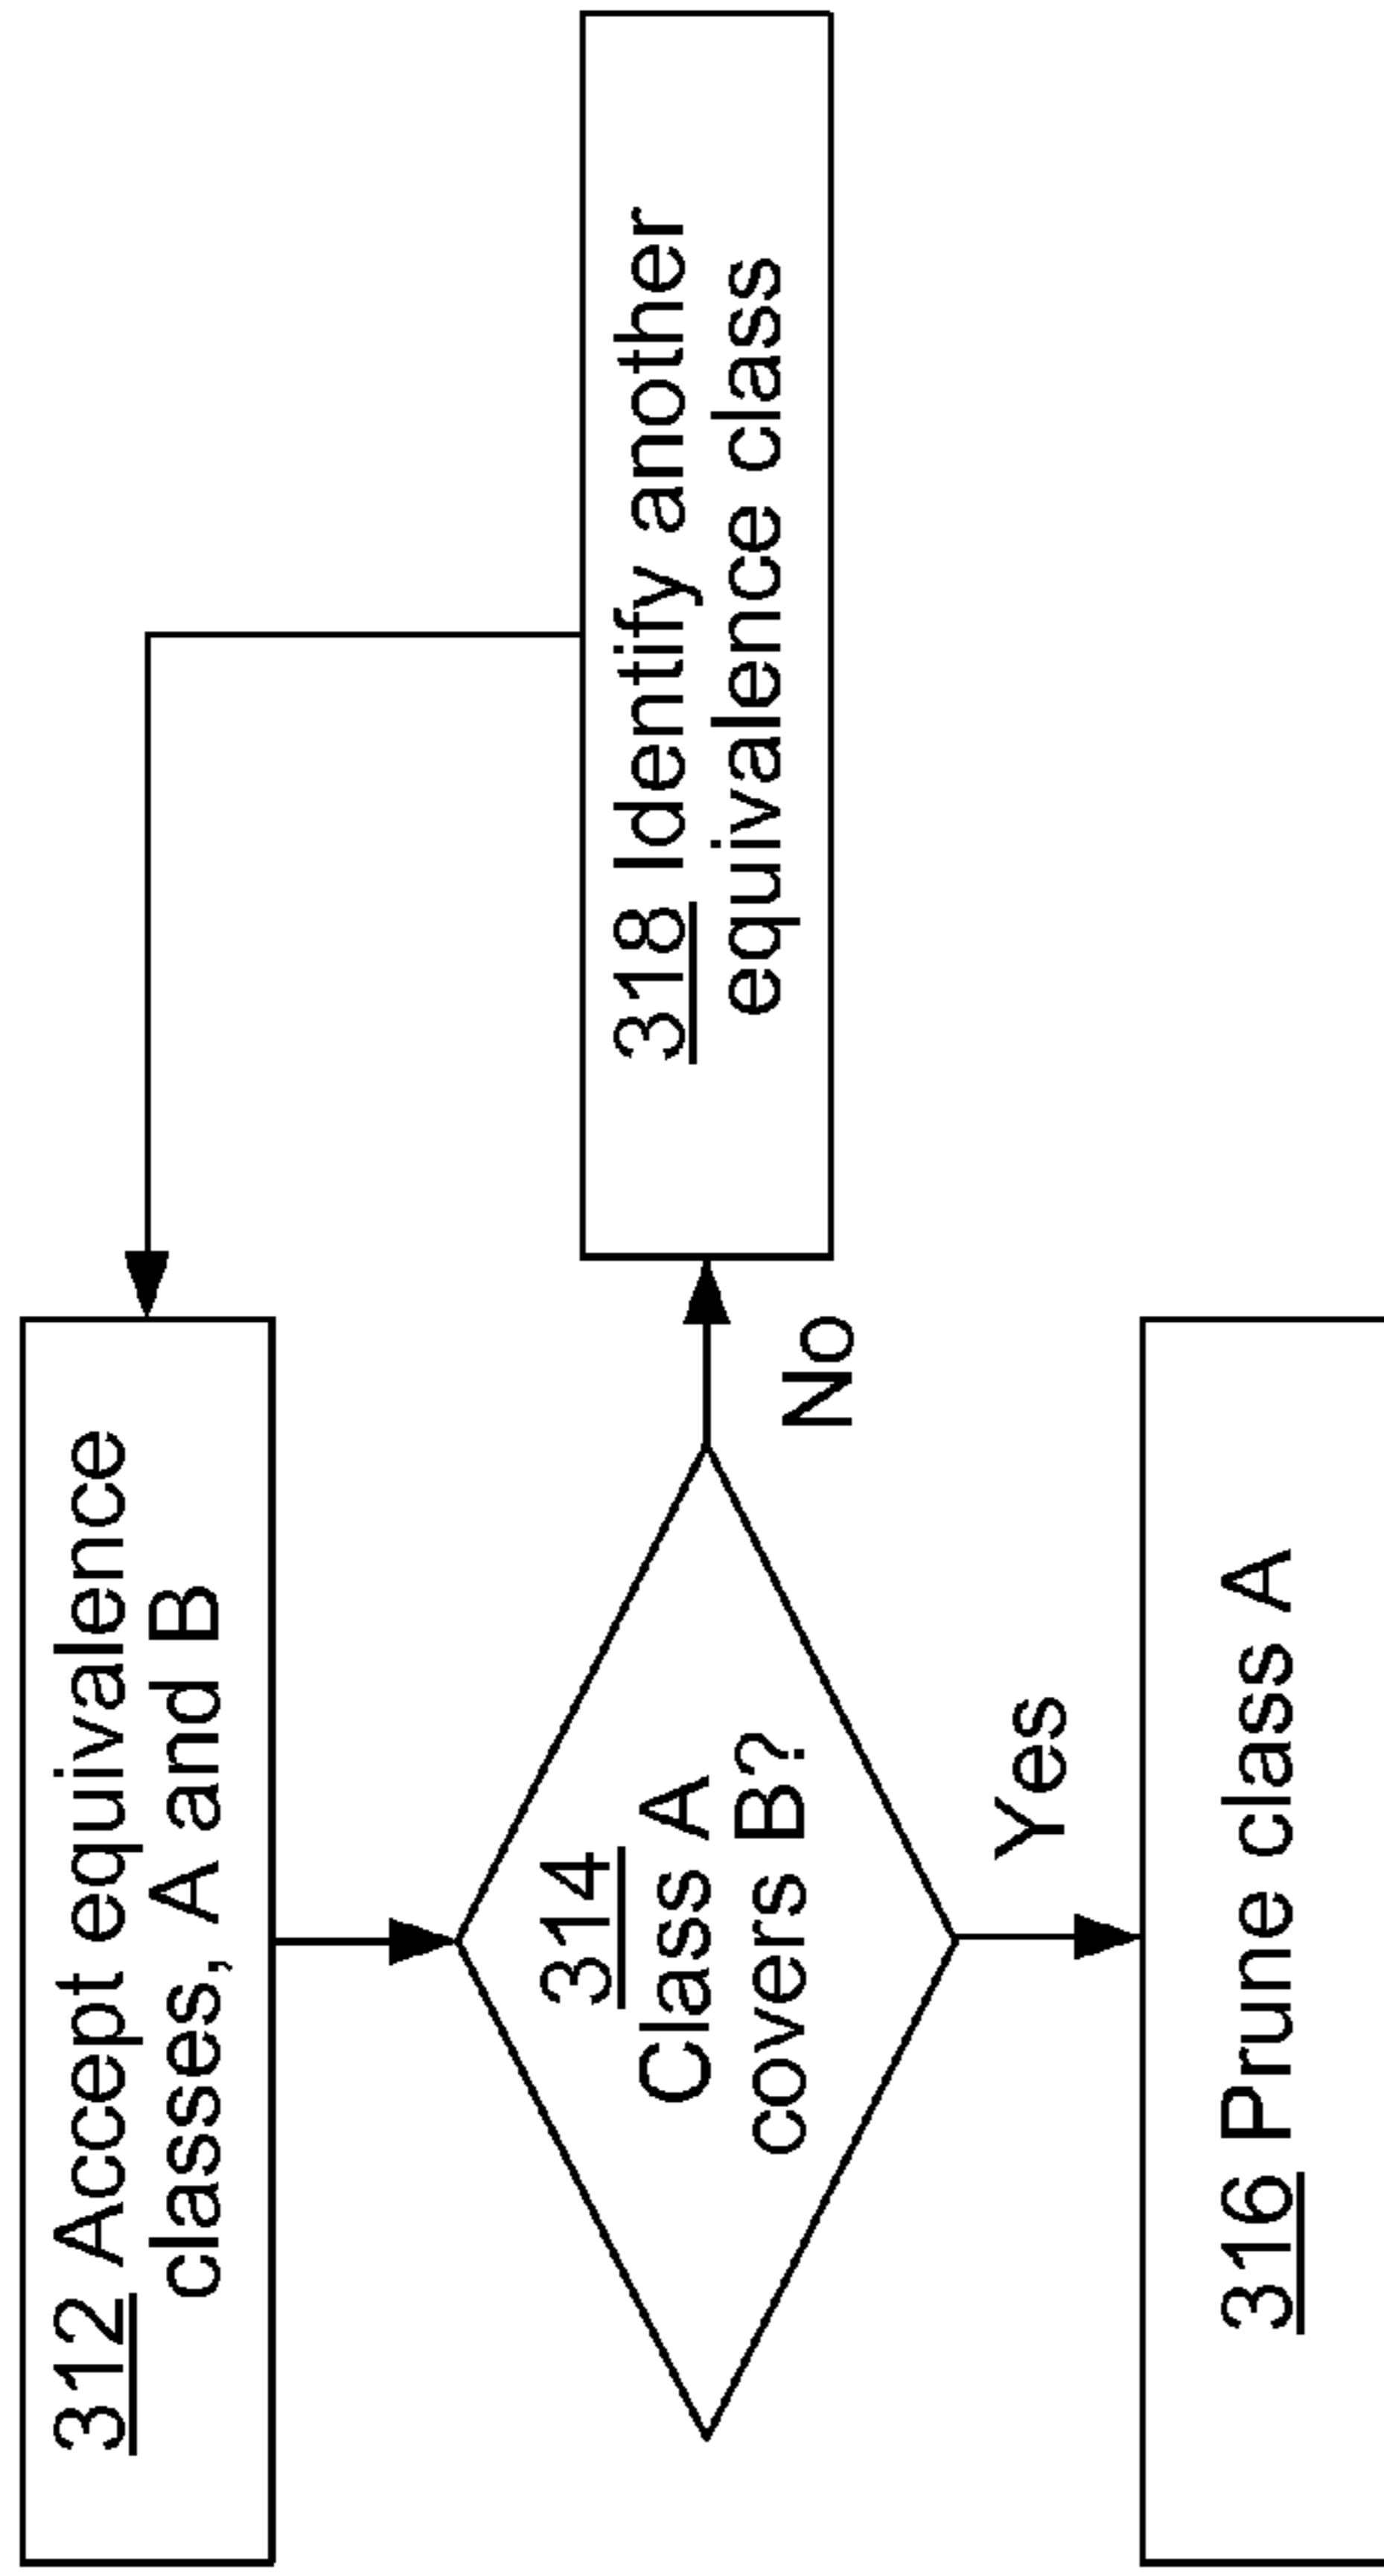 312 Accept equivalence
classes, A and B
314
Class A
covers B?
No
318 Identify another
equivalence class
Yes
316 Prune class A